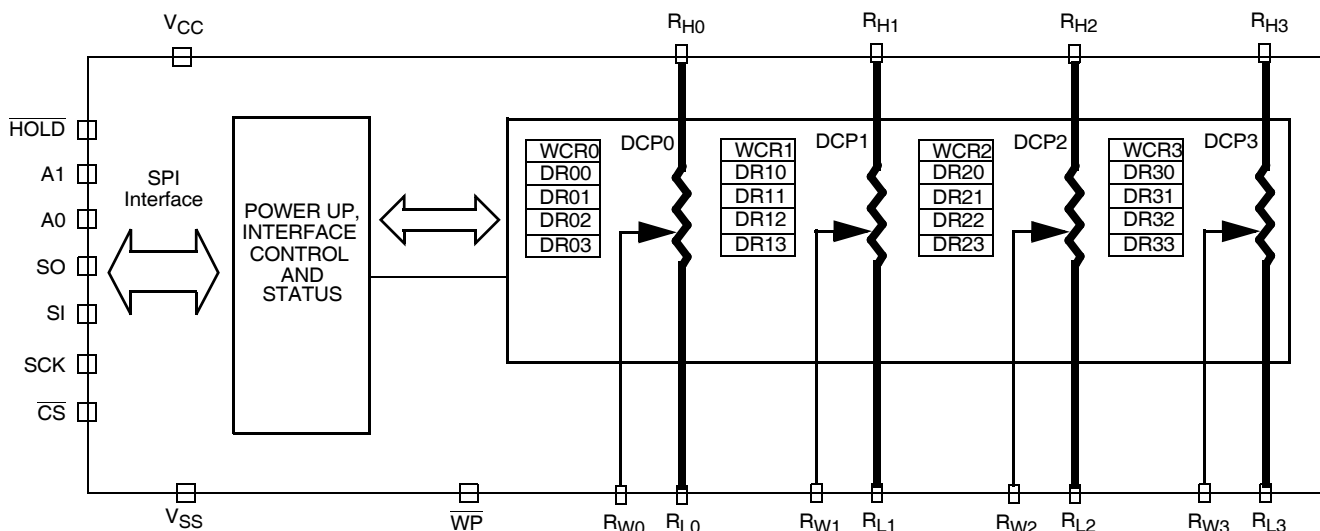 VCC
RH0
RH1
RH2
RH3
HOLD
A1
A0
SO
SI
SCK
CS
SPI
Interface
POWER UP,
INTERFACE
CONTROL
AND
STATUS
WCR0
DR00
DR01
DR02
DR03
DCP0
WCR1
DR10
DR11
DR12
DR13
DCP1
WCR2
DR20
DR21
DR22
DR23
DCP2
WCR3
DR30
DR31
DR32
DR33
DCP3
VSS
WP
RW0
RL0
RW1
RL1
RW2
RL2
RW3
RL3